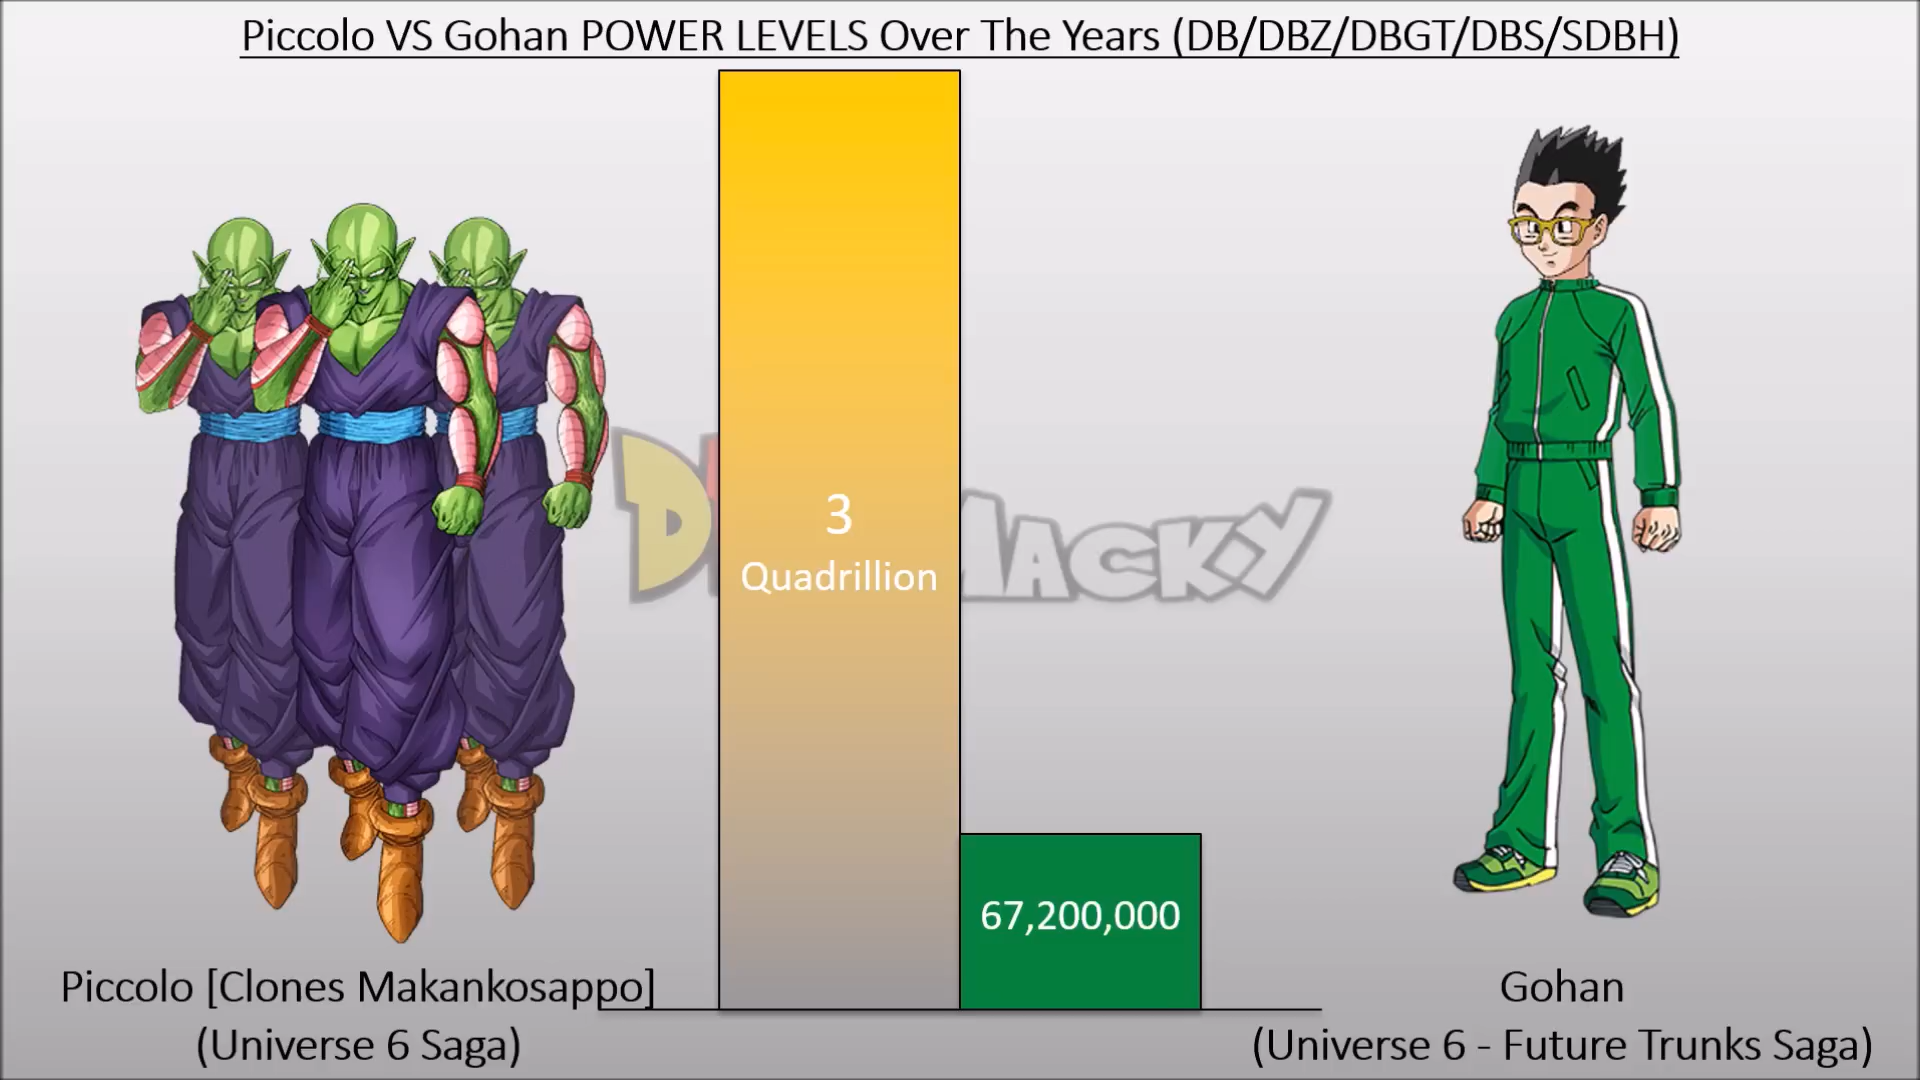 Piccolo VS Gohan POWER LEVELS Over The Years (DB/DBZ/DBGT/DBS/SDBH)
3
Quadrillion
MACKY
67,200,000
Piccolo [Clones Makankosappo]
(Universe 6 Saga)
Gohan
(Universe 6 - Future Trunks Saga)